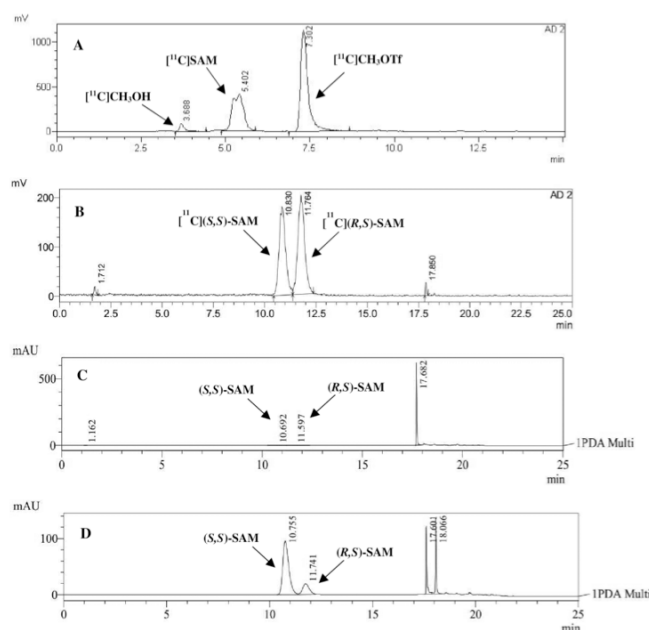 mV
AD 2
1000
500
0
A
[¹¹C]CH₃OH
3.688
[¹¹C]SAM
5.402
7.302
[¹¹C]CH₃OTf
0.0 2.5 5.0 7.5 10.0 12.5 15.0
min
mV
AD 2
200
100
0
B
1.712
[¹¹C](S,S)-SAM
10.830
11.764
[¹¹C](R,S)-SAM
17.850
0.0 2.5 5.0 7.5 10.0 12.5 15.0 17.5 20.0 22.5 25.0
min
mAU
500
0
C
1.162
(S,S)-SAM
10.692
(R,S)-SAM
11.597
17.682
1PDA Multi
0 5 10 15 20 25
min
mAU
100
0
D
(S,S)-SAM
10.755
11.741
(R,S)-SAM
17.601
18.066
1PDA Multi
0 5 10 15 20 25
min